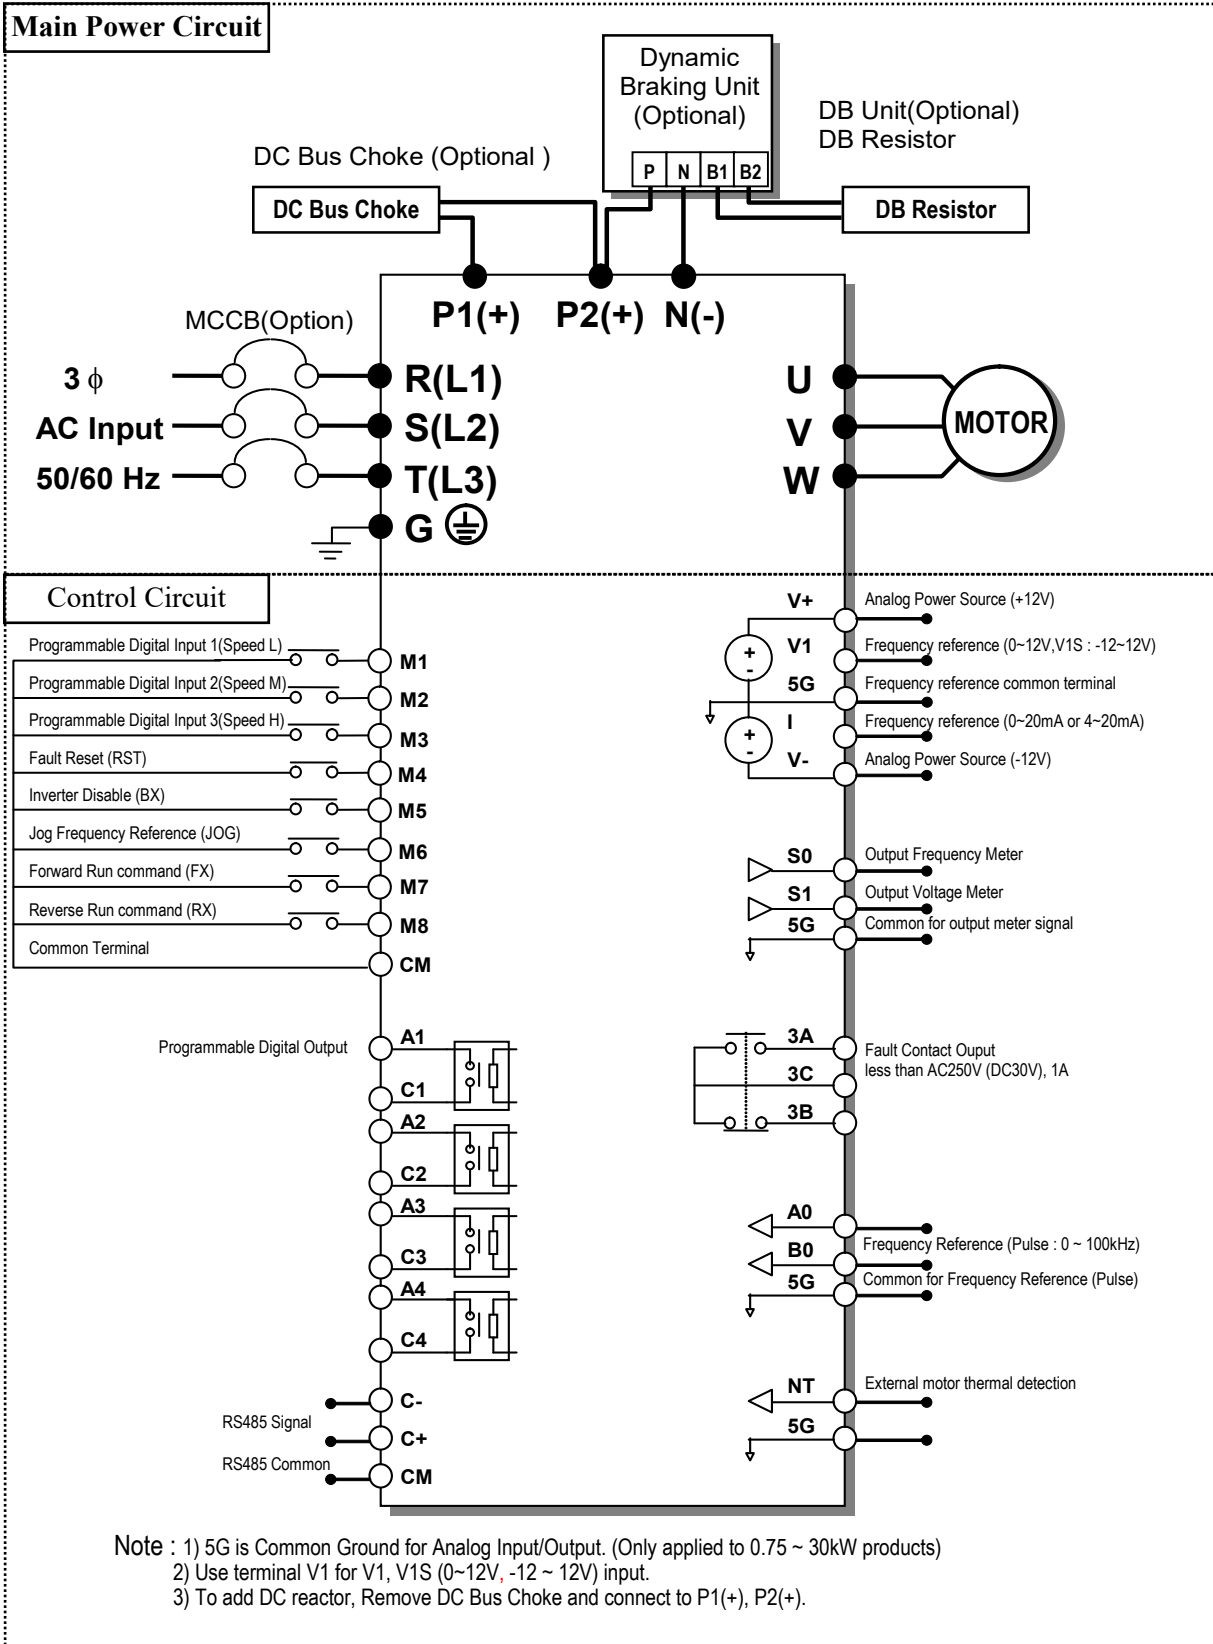 Main Power Circuit
Dynamic
Braking Unit
(Optional)
P N B1 B2
DB Unit(Optional)
DB Resistor
DC Bus Choke (Optional )
DC Bus Choke
DB Resistor
P1(+) P2(+) N(-)
MCCB(Option)
3 ϕ
AC Input
50/60 Hz
R(L1)
S(L2)
T(L3)
G
U
V
W
MOTOR
Control Circuit
Programmable Digital Input 1(Speed L)
M1
Programmable Digital Input 2(Speed M)
M2
Programmable Digital Input 3(Speed H)
M3
Fault Reset (RST)
M4
Inverter Disable (BX)
M5
Jog Frequency Reference (JOG)
M6
Forward Run command (FX)
M7
Reverse Run command (RX)
M8
Common Terminal
CM
Programmable Digital Output
A1
C1
A2
C2
A3
C3
A4
C4
C-
RS485 Signal
C+
RS485 Common
CM
V+ Analog Power Source (+12V)
+
-
V1 Frequency reference (0~12V,V1S : -12~12V)
5G Frequency reference common terminal
+
-
I Frequency reference (0~20mA or 4~20mA)
V- Analog Power Source (-12V)
S0 Output Frequency Meter
S1 Output Voltage Meter
5G Common for output meter signal
3A
Fault Contact Ouput
less than AC250V (DC30V), 1A
3C
3B
A0
Frequency Reference (Pulse : 0 ~ 100kHz)
B0
5G Common for Frequency Reference (Pulse)
NT External motor thermal detection
5G
Note : 1) 5G is Common Ground for Analog Input/Output. (Only applied to 0.75 ~ 30kW products)
2) Use terminal V1 for V1, V1S (0~12V, -12 ~ 12V) input.
3) To add DC reactor, Remove DC Bus Choke and connect to P1(+), P2(+).